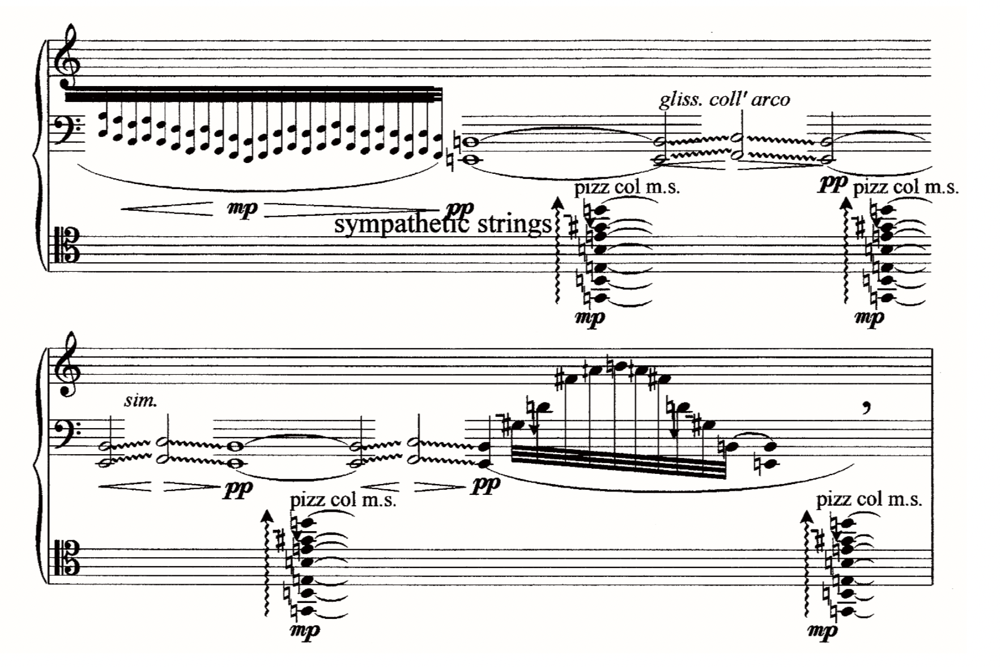 gliss. coll' arco
pizz col m.s.
pp pizz col m.s.
mp pp
sympathetic strings
mp mp
sim.
pp pp
pizz col m.s. pizz col m.s.
mp mp